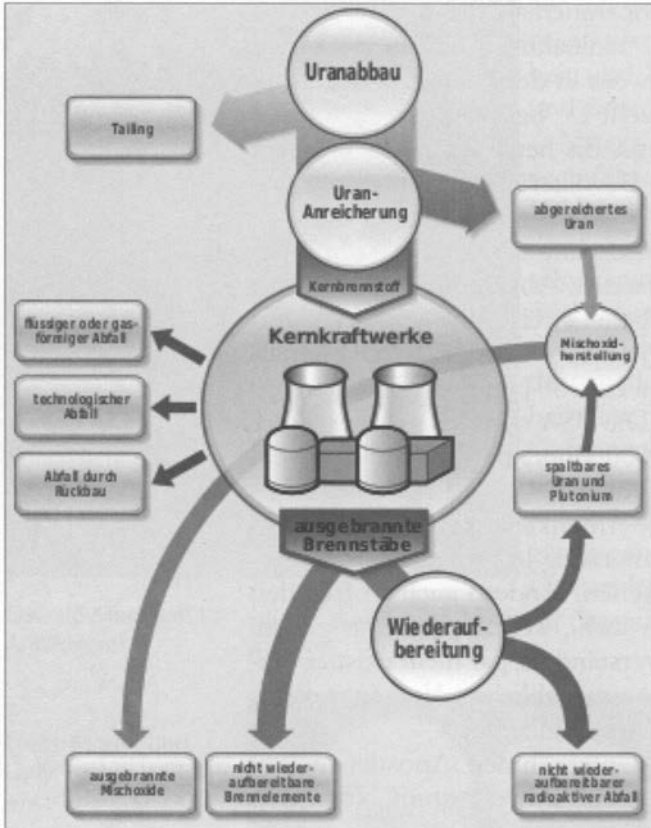 Uranabbau
Tailing
Uran-
Anreicherung
abgereichertes
Uran
Kernbrennstoff
flüssiger oder gas-
förmiger Abfall
Kernkraftwerke
Mischoxid-
herstellung
technologischer
Abfall
Abfall durch
Rückbau
spaltbares
Uran und
Plutonium
ausgebrannte
Brennstäbe
Wiederauf-
bereitung
ausgebrannte
Mischoxide
nicht wieder-
aufbereitbare
Brennelemente
nicht wieder-
aufbereitbarer
radioaktiver Abfall